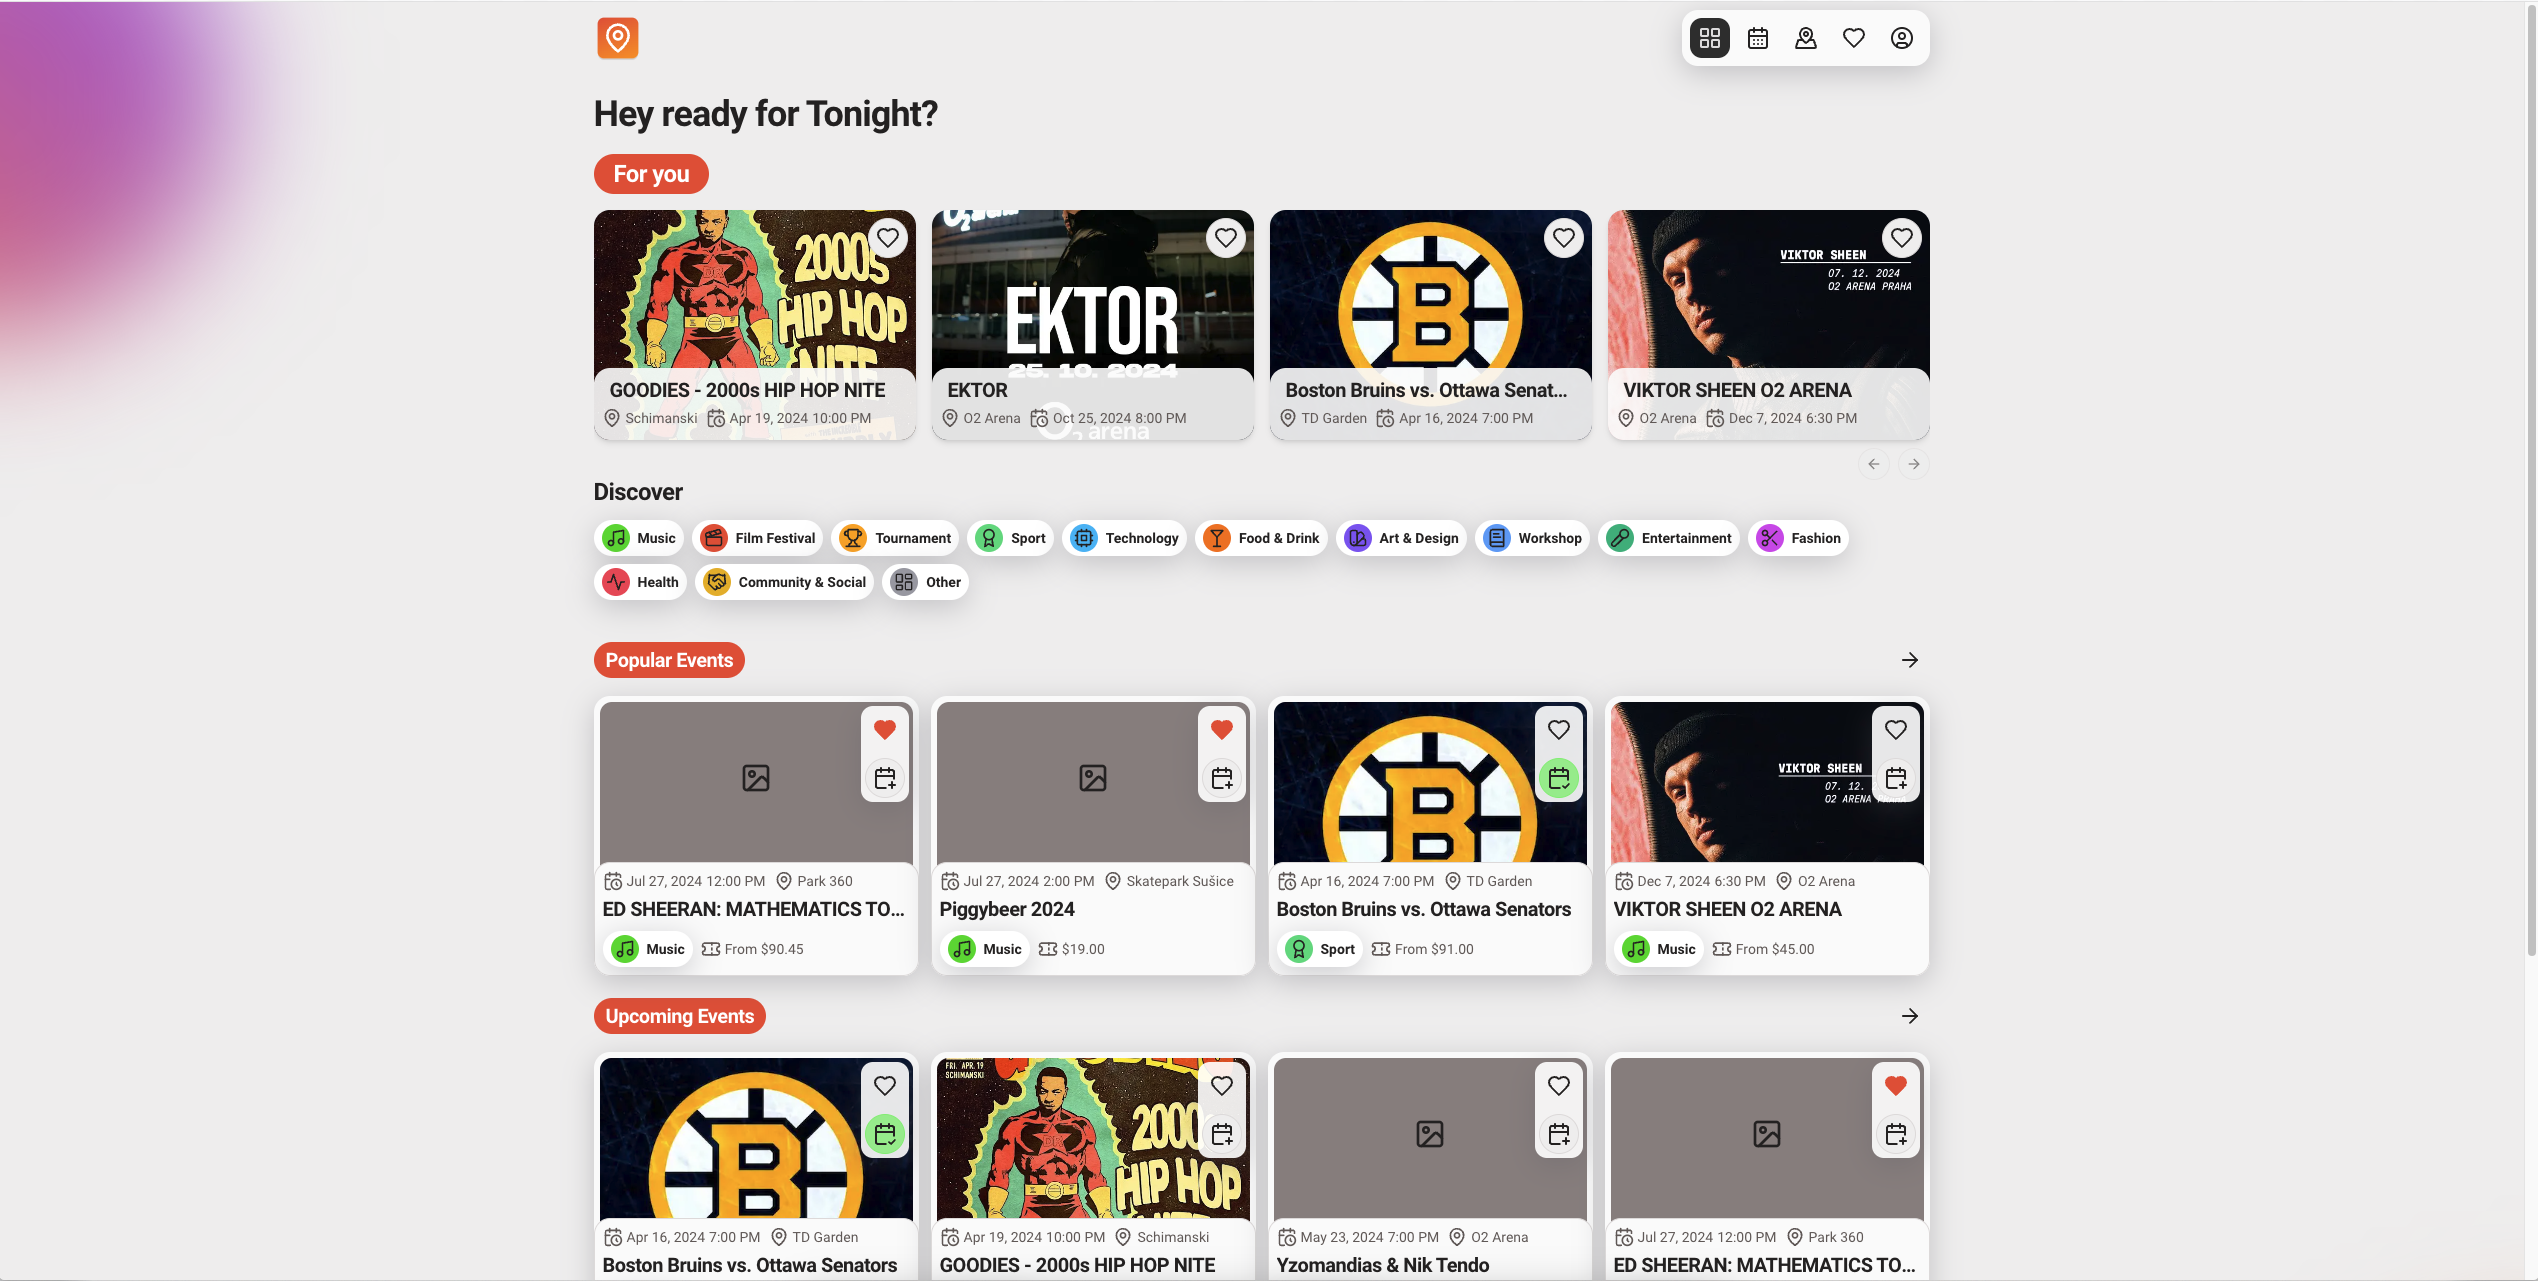 Hey ready for Tonight?
For you
2000s
HIP HOP
NITE
GOODIES - 2000s HIP HOP NITE
Schimanski Apr 19, 2024 10:00 PM
EKTOR
25. 10. 2024
EKTOR
O2 Arena Oct 25, 2024 8:00 PM
O2 arena
B
Boston Bruins vs. Ottawa Senat...
TD Garden Apr 16, 2024 7:00 PM
VIKTOR SHEEN
07. 12. 2024
O2 ARENA PRAHA
VIKTOR SHEEN O2 ARENA
O2 Arena Dec 7, 2024 6:30 PM
Discover
Music Film Festival Tournament Sport Technology Food & Drink Art & Design Workshop Entertainment Fashion
Health Community & Social Other
Popular Events
Jul 27, 2024 12:00 PM Park 360
ED SHEERAN: MATHEMATICS TO...
Music From $90.45
Jul 27, 2024 2:00 PM Skatepark Sušice
Piggybeer 2024
Music $19.00
B
Apr 16, 2024 7:00 PM TD Garden
Boston Bruins vs. Ottawa Senators
Sport From $91.00
VIKTOR SHEEN
07. 12.
O2 ARENA
Dec 7, 2024 6:30 PM O2 Arena
VIKTOR SHEEN O2 ARENA
Music From $45.00
Upcoming Events
B
Apr 16, 2024 7:00 PM TD Garden
Boston Bruins vs. Ottawa Senators
FRI. APR. 19
SCHIMANSKI
2000
HIP HOP
Apr 19, 2024 10:00 PM Schimanski
GOODIES - 2000s HIP HOP NITE
May 23, 2024 7:00 PM O2 Arena
Yzomandias & Nik Tendo
Jul 27, 2024 12:00 PM Park 360
ED SHEERAN: MATHEMATICS TO...